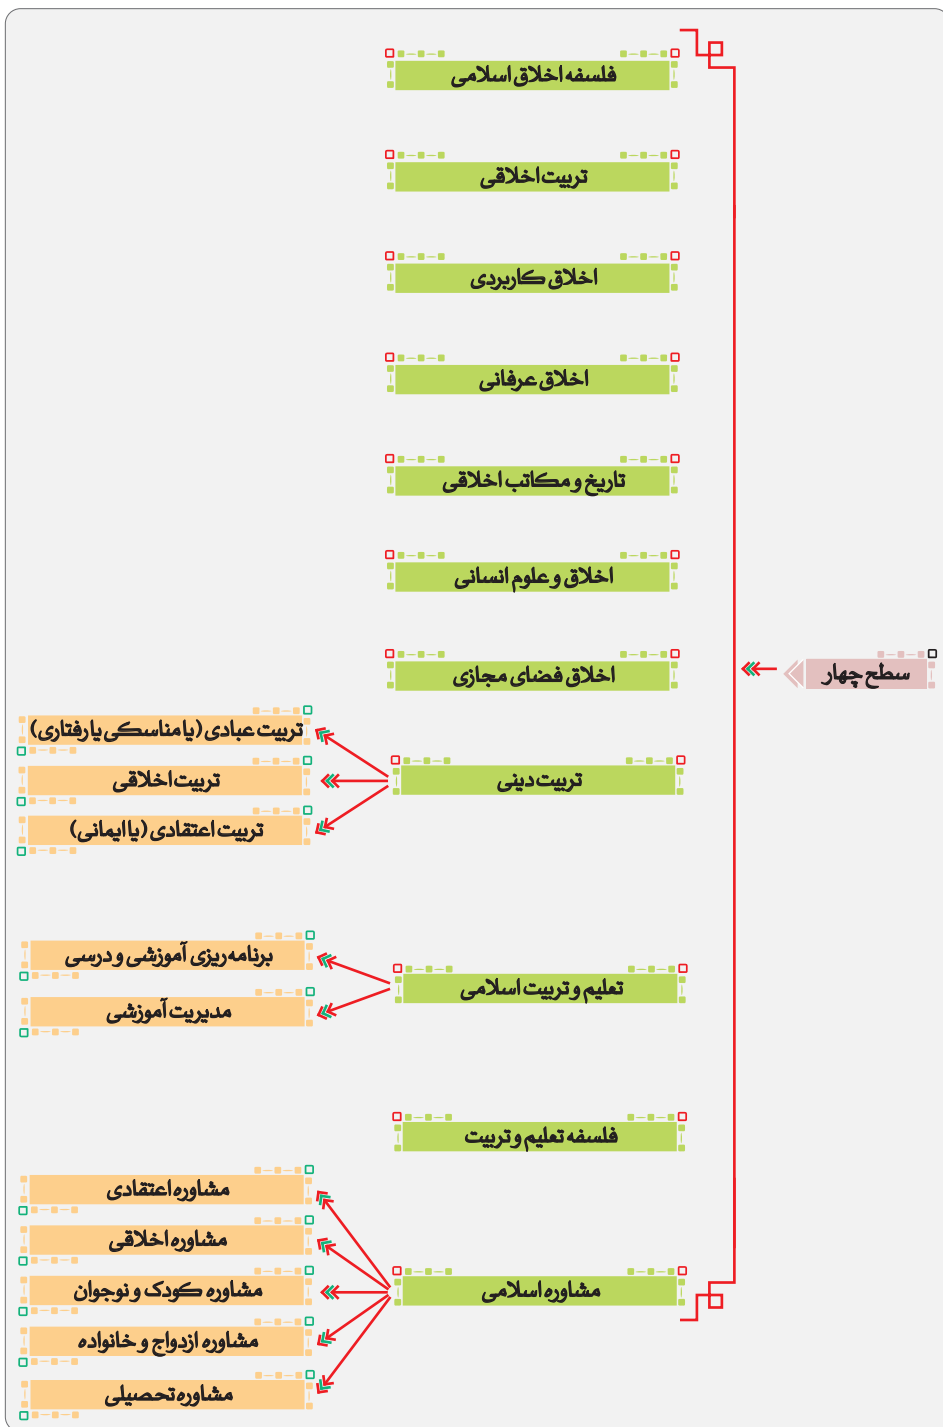 سطح چهار
فلسفه اخلاق اسلامی
تربیت اخلاقی
اخلاق کاربردی
اخلاق عرفانی
تاریخ و مکاتب اخلاقی
اخلاق و علوم انسانی
اخلاق فضای مجازی
تربیت دینی
تربیت عبادی (یا مناسکی یا رفتاری)
تربیت اخلاقی
تربیت اعتقادی (یا ایمانی)
تعلیم و تربیت اسلامی
برنامه ریزی آموزشی و درسی
مدیریت آموزشی
فلسفه تعلیم و تربیت
مشاوره اسلامی
مشاوره اعتقادی
مشاوره اخلاقی
مشاوره کودک و نوجوان
مشاوره ازدواج و خانواده
مشاوره تحصیلی